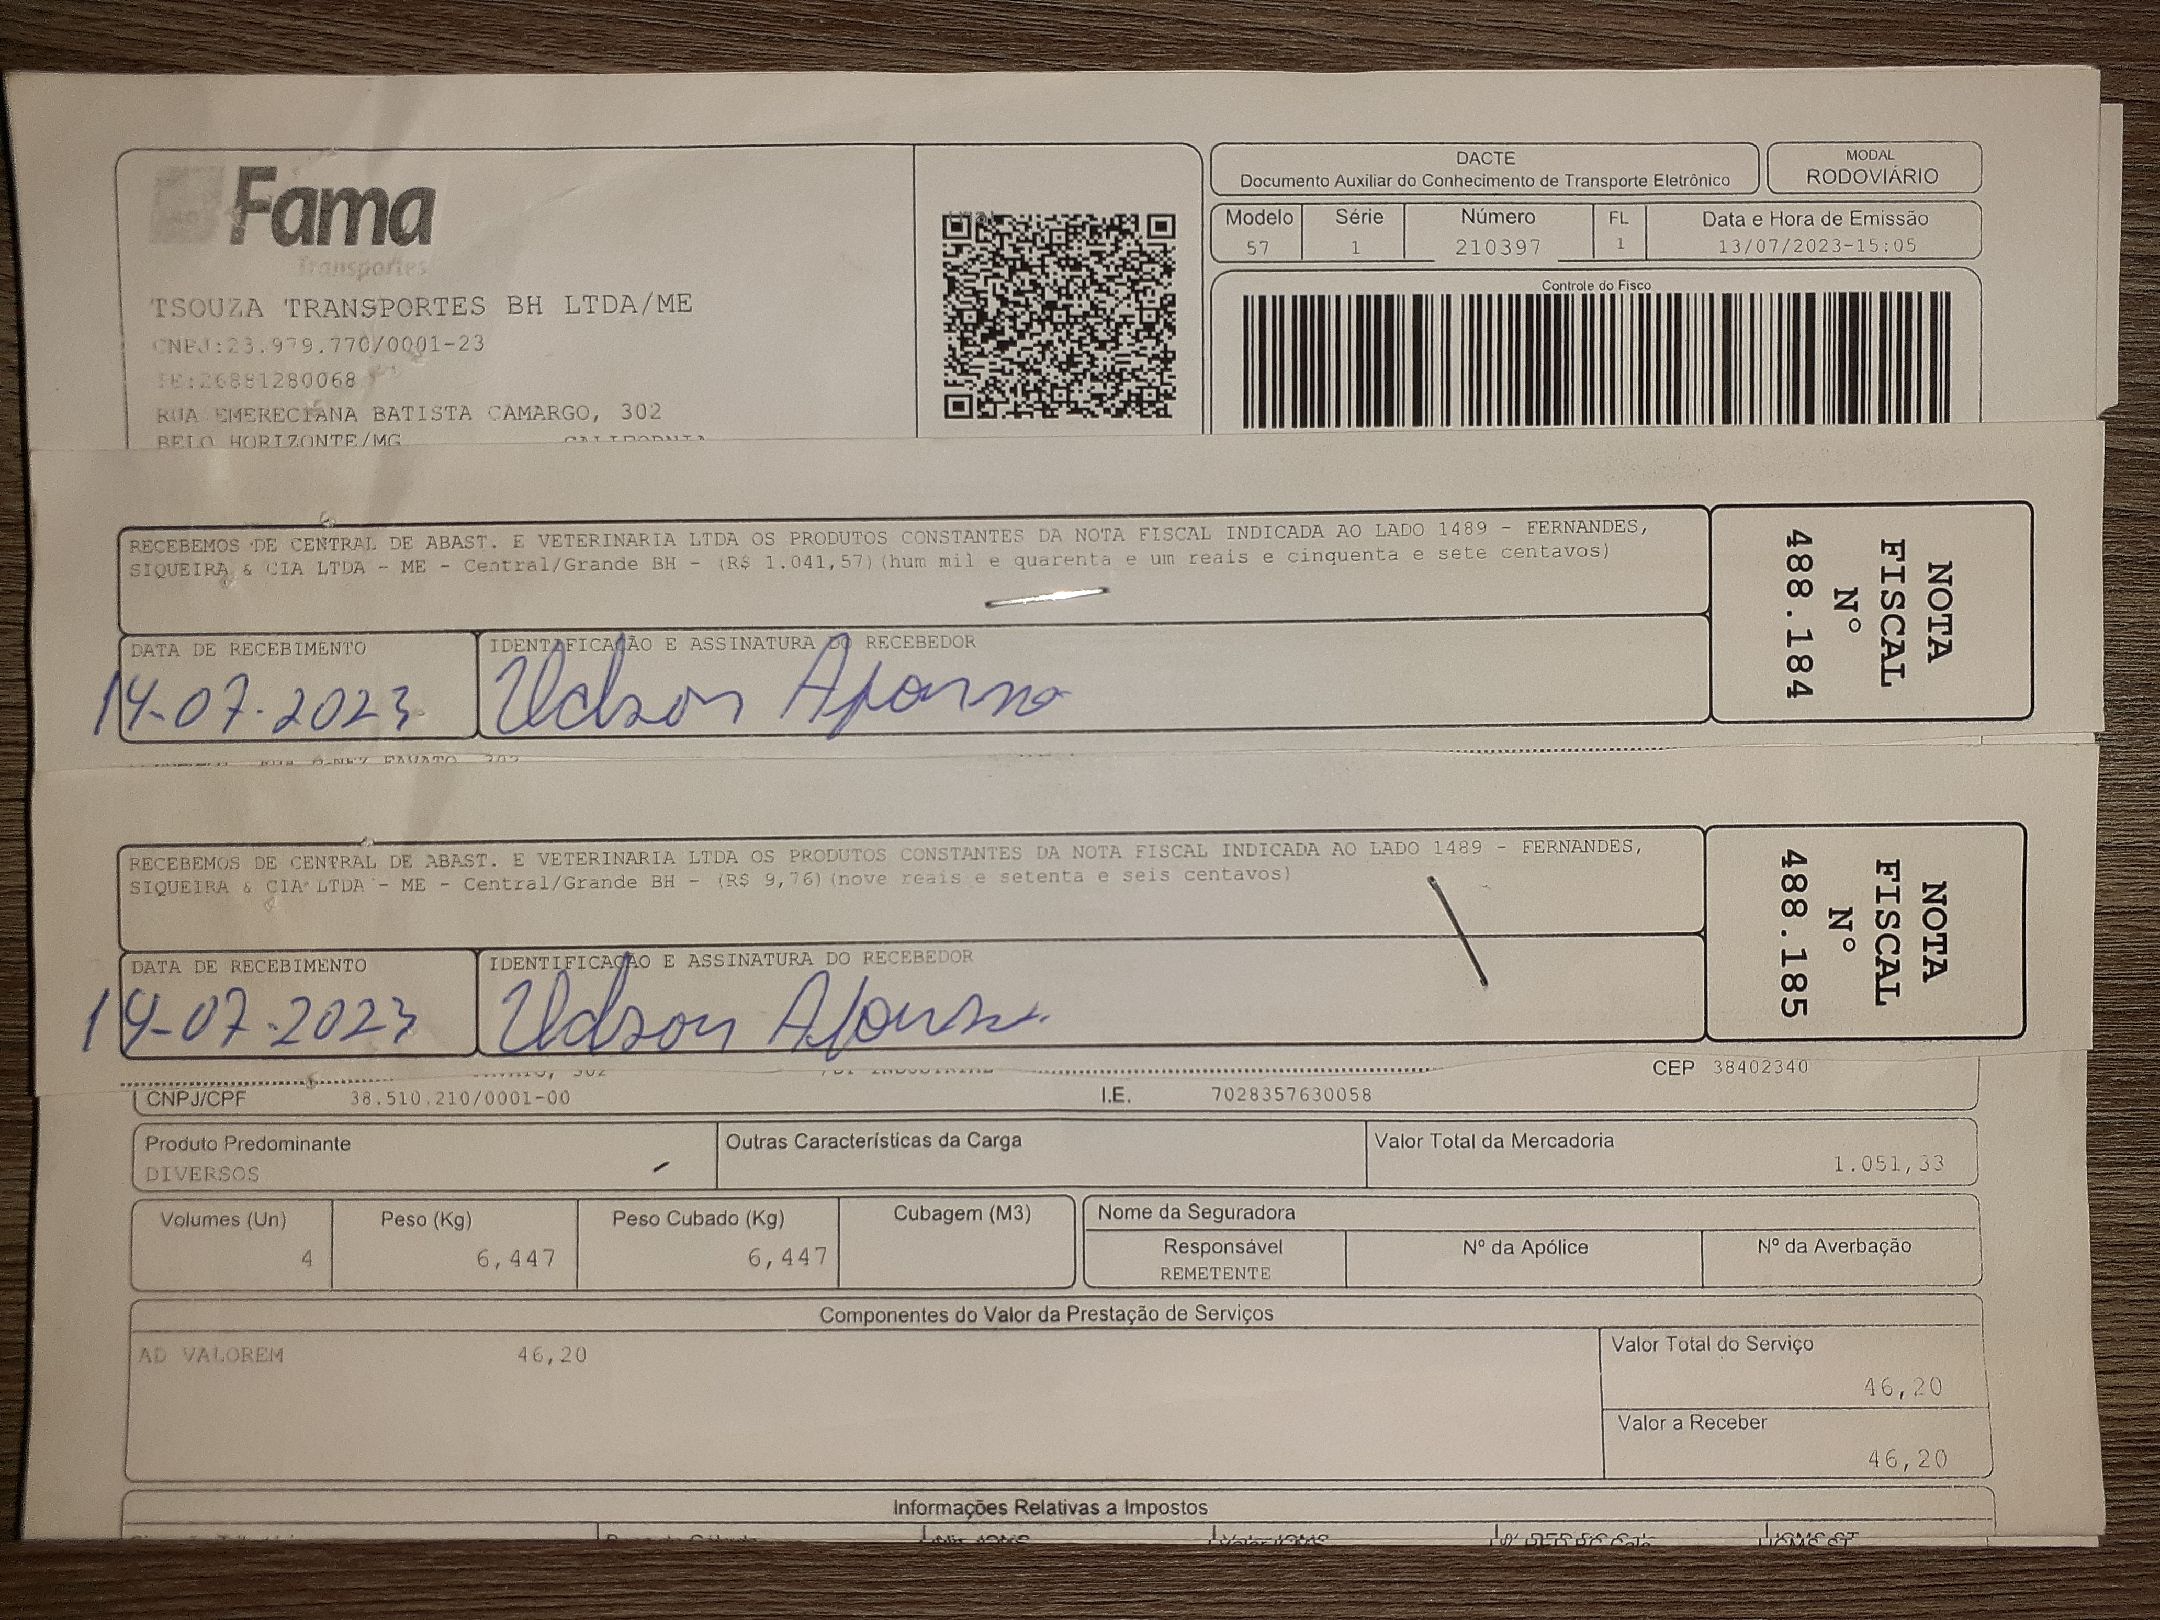 Fama
Transportes
TSOUZA TRANSPORTES BH LTDA/ME
CNPJ:23.979.770/0001-23
IE:26881280068
RUA EMERECIANA BATISTA CAMARGO, 302
BELO HORIZONTE/MG CALIFORNIA
DACTE
Documento Auxiliar do Conhecimento de Transporte Eletrônico
MODAL
RODOVIÁRIO
Modelo Série Número FL Data e Hora de Emissão
57 1 210397 1 13/07/2023-15:05
Controle do Fisco
RECEBEMOS DE CENTRAL DE ABAST. E VETERINARIA LTDA OS PRODUTOS CONSTANTES DA NOTA FISCAL INDICADA AO LADO 1489 - FERNANDES,
SIQUEIRA & CIA LTDA - ME - Central/Grande BH - (R$ 1.041,57)(hum mil e quarenta e um reais e cinquenta e sete centavos)
DATA DE RECEBIMENTO
14-07-2023
IDENTIFICAÇÃO E ASSINATURA DO RECEBEDOR
NOTA
FISCAL
Nº
488.184
FAVATO, 302
RECEBEMOS DE CENTRAL DE ABAST. E VETERINARIA LTDA OS PRODUTOS CONSTANTES DA NOTA FISCAL INDICADA AO LADO 1489 - FERNANDES,
SIQUEIRA & CIA LTDA - ME - Central/Grande BH - (R$ 9,76)(nove reais e setenta e seis centavos)
DATA DE RECEBIMENTO
14-07-2023
IDENTIFICAÇÃO E ASSINATURA DO RECEBEDOR
NOTA
FISCAL
Nº
488.185
INDUSTRIAL CEP 38402340
CNPJ/CPF 38.510.210/0001-00 I.E. 7028357630058
Produto Predominante Outras Características da Carga Valor Total da Mercadoria
DIVERSOS 1.051,33
Volumes (Un) Peso (Kg) Peso Cubado (Kg) Cubagem (M3)
4 6,447 6,447
Nome da Seguradora
Responsável Nº da Apólice Nº da Averbação
REMETENTE
Componentes do Valor da Prestação de Serviços
AD VALOREM 46,20
Valor Total do Serviço
46,20
Valor a Receber
46,20
Informações Relativas a Impostos